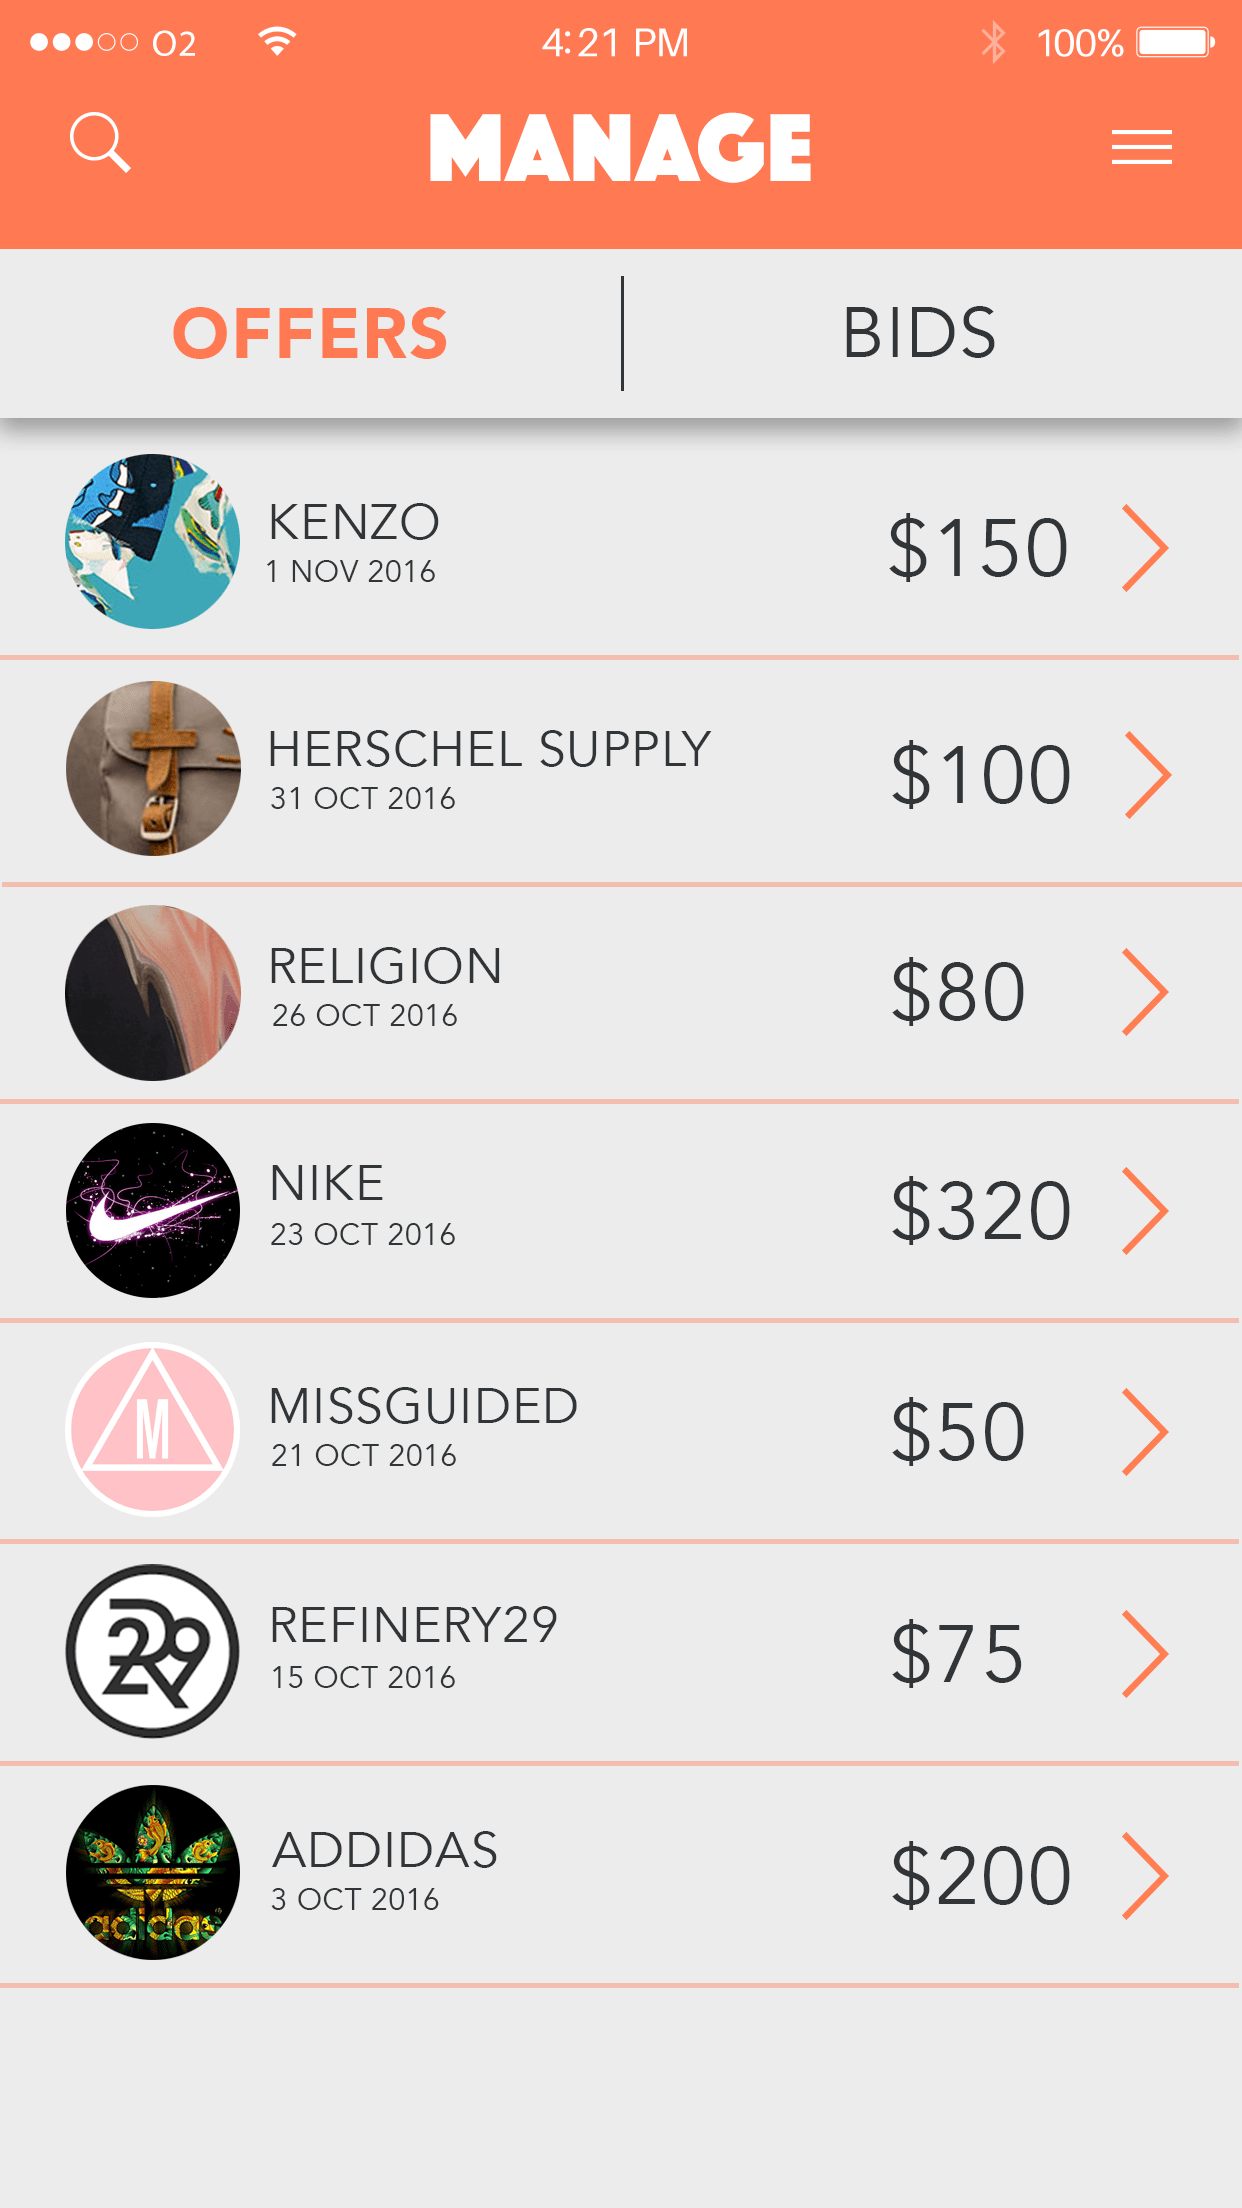 O2 4:21 PM 100%
MANAGE
OFFERS BIDS
KENZO
1 NOV 2016
$150
HERSCHEL SUPPLY
31 OCT 2016
$100
RELIGION
26 OCT 2016
$80
NIKE
23 OCT 2016
$320
M
MISSGUIDED
21 OCT 2016
$50
R29
REFINERY29
15 OCT 2016
$75
adidas
ADDIDAS
3 OCT 2016
$200